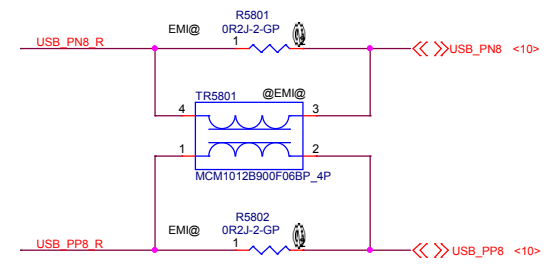 R5801
EMI@ 0R2J-2-GP
1 2
USB_PN8_R
USB_PN8 <10>
TR5801 @EMI@
4 3
1 2
MCM1012B900F06BP_4P
R5802
EMI@ 0R2J-2-GP
1 2
USB_PP8_R
USB_PP8 <10>